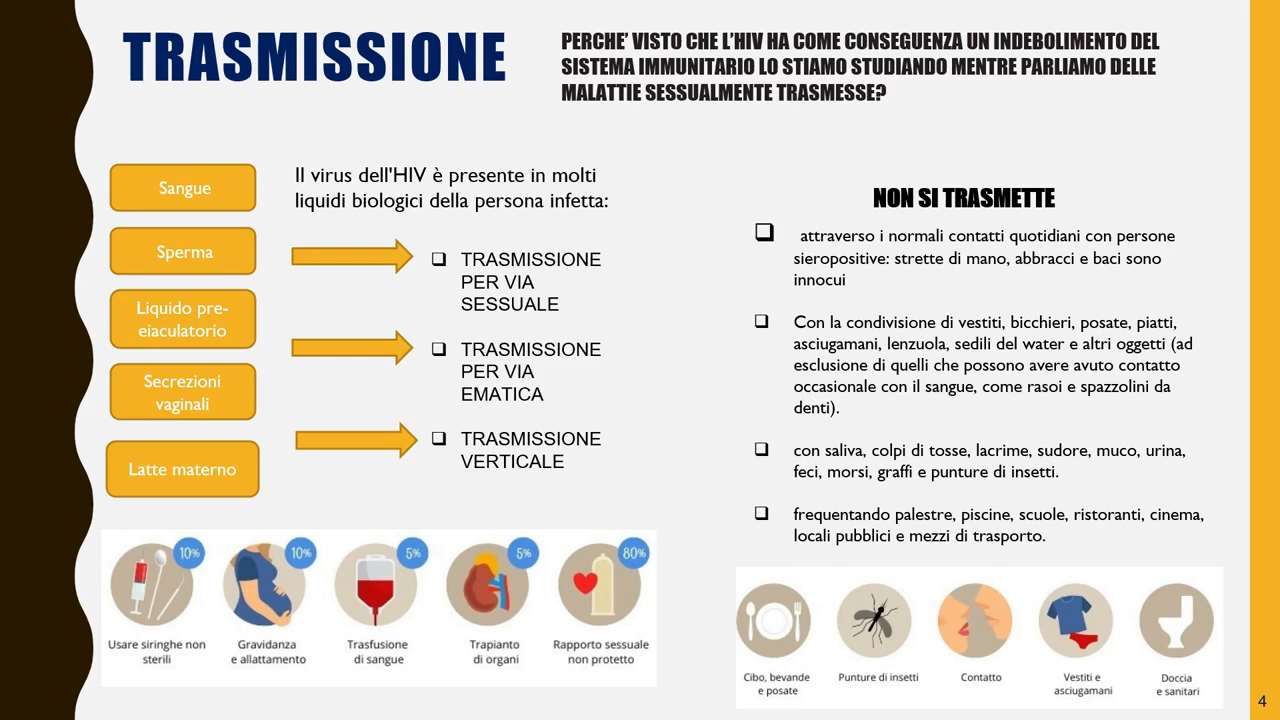 TRASMISSIONE
PERCHE’ VISTO CHE L’HIV HA COME CONSEGUENZA UN INDEBOLIMENTO DEL
SISTEMA IMMUNITARIO LO STIAMO STUDIANDO MENTRE PARLIAMO DELLE
MALATTIE SESSUALMENTE TRASMESSE?
Sangue
Sperma
Liquido pre-
eiaculatorio
Secrezioni
vaginali
Latte materno
Il virus dell'HIV è presente in molti
liquidi biologici della persona infetta:
❑ TRASMISSIONE
PER VIA
SESSUALE
❑ TRASMISSIONE
PER VIA
EMATICA
❑ TRASMISSIONE
VERTICALE
10%
10%
5%
5%
80%
Usare siringhe non
sterili
Gravidanza
e allattamento
Trasfusione
di sangue
Trapianto
di organi
Rapporto sessuale
non protetto
NON SI TRASMETTE
❑ attraverso i normali contatti quotidiani con persone
sieropositive: strette di mano, abbracci e baci sono
innocui
❑ Con la condivisione di vestiti, bicchieri, posate, piatti,
asciugamani, lenzuola, sedili del water e altri oggetti (ad
esclusione di quelli che possono avere avuto contatto
occasionale con il sangue, come rasoi e spazzolini da
denti).
❑ con saliva, colpi di tosse, lacrime, sudore, muco, urina,
feci, morsi, graffi e punture di insetti.
❑ frequentando palestre, piscine, scuole, ristoranti, cinema,
locali pubblici e mezzi di trasporto.
Cibo, bevande
e posate
Punture di insetti
Contatto
Vestiti e
asciugamani
Doccia
e sanitari
4